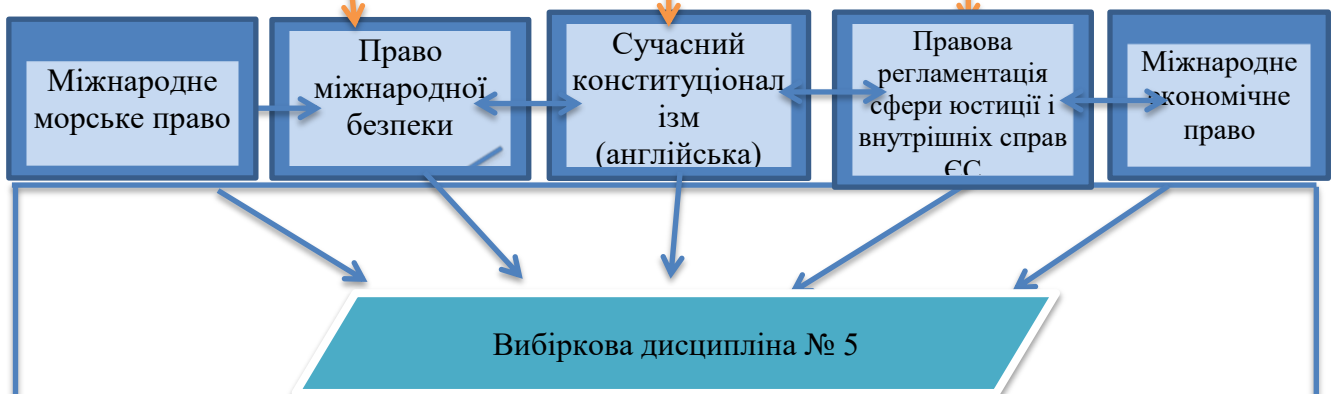 Міжнародне
морське право
Право
міжнародної
безпеки
Сучасний
конституціонал
ізм
(англійська)
Правова
регламентація
сфери юстиції і
внутрішніх справ
ЄС
Міжнародне
економічне
право
Вибіркова дисципліна № 5